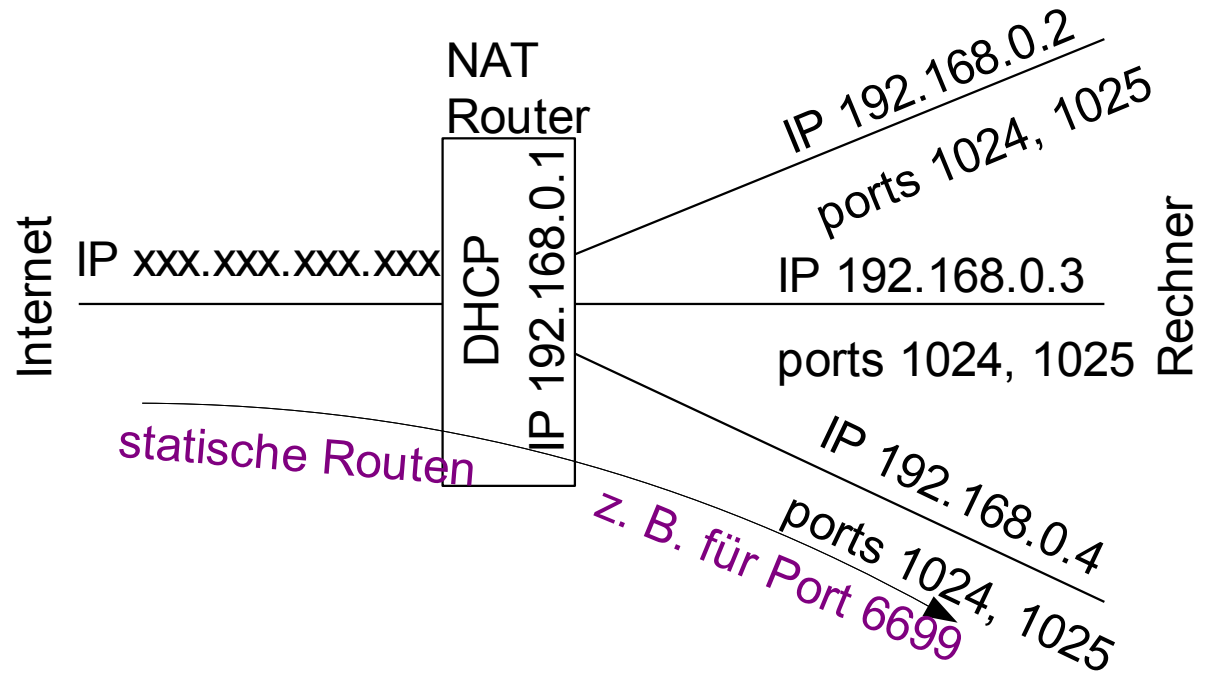 NAT
Router
Internet
IP xxx.xxx.xxx.xxx
DHCP
IP 192.168.0.1
IP 192.168.0.2
ports 1024, 1025
IP 192.168.0.3
ports 1024, 1025
IP 192.168.0.4
ports 1024, 1025
Rechner
statische Routen
z. B. für Port 6699